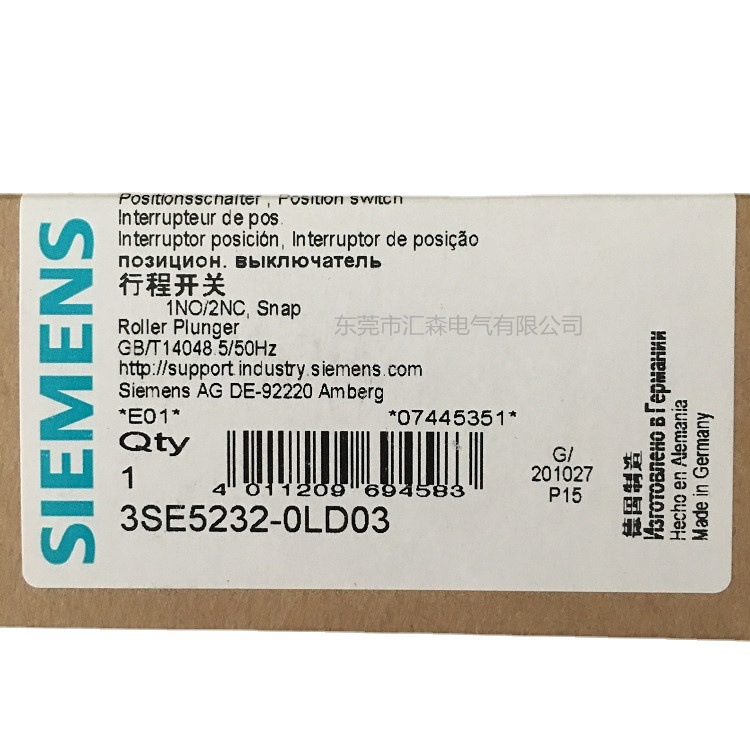 SIEMENS
Positionsschalter, Position switch
Interrupteur de pos.
Interruptor posición, Interruptor de posição
позицион. выключатель
行程开关
1NO/2NC, Snap
Roller Plunger
GB/T14048.5/50Hz
http://support.industry.siemens.com
Siemens AG DE-92220 Amberg
*E01* *07445351*
Qty
1
4 011209 694583
3SE5232-0LD03
G/
201027
P15
德国制造
Изготовлено в Германии
Hecho en Alemania
Made in Germany
东莞市汇森电气有限公司